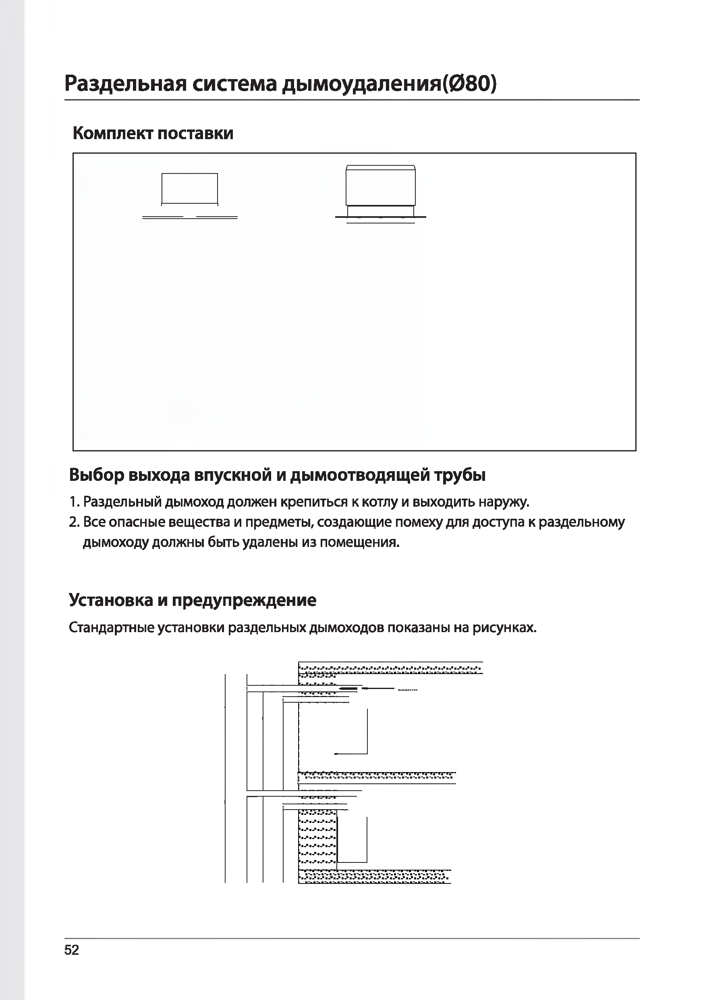 Раздельная система дымоудаления(Ø80)
Комплект поставки
Выбор выхода впускной и дымоотводящей трубы
1. Раздельный дымоход должен крепиться к котлу и выходить наружу.
2. Все опасные вещества и предметы, создающие помеху для доступа к раздельному
дымоходу должны быть удалены из помещения.
Установка и предупреждение
Стандартные установки раздельных дымоходов показаны на рисунках.
52